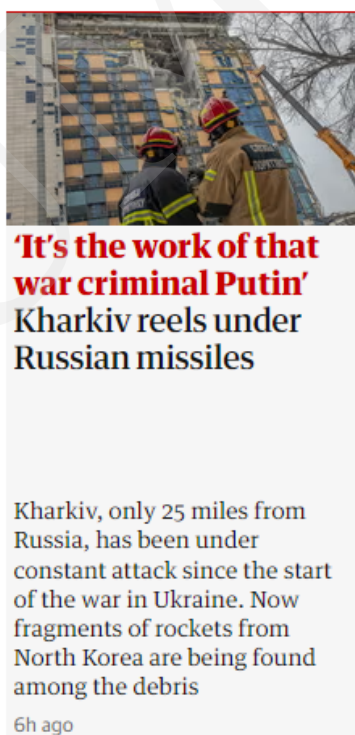 'It's the work of that
war criminal Putin'
Kharkiv reels under
Russian missiles
Kharkiv, only 25 miles from
Russia, has been under
constant attack since the start
of the war in Ukraine. Now
fragments of rockets from
North Korea are being found
among the debris
6h ago